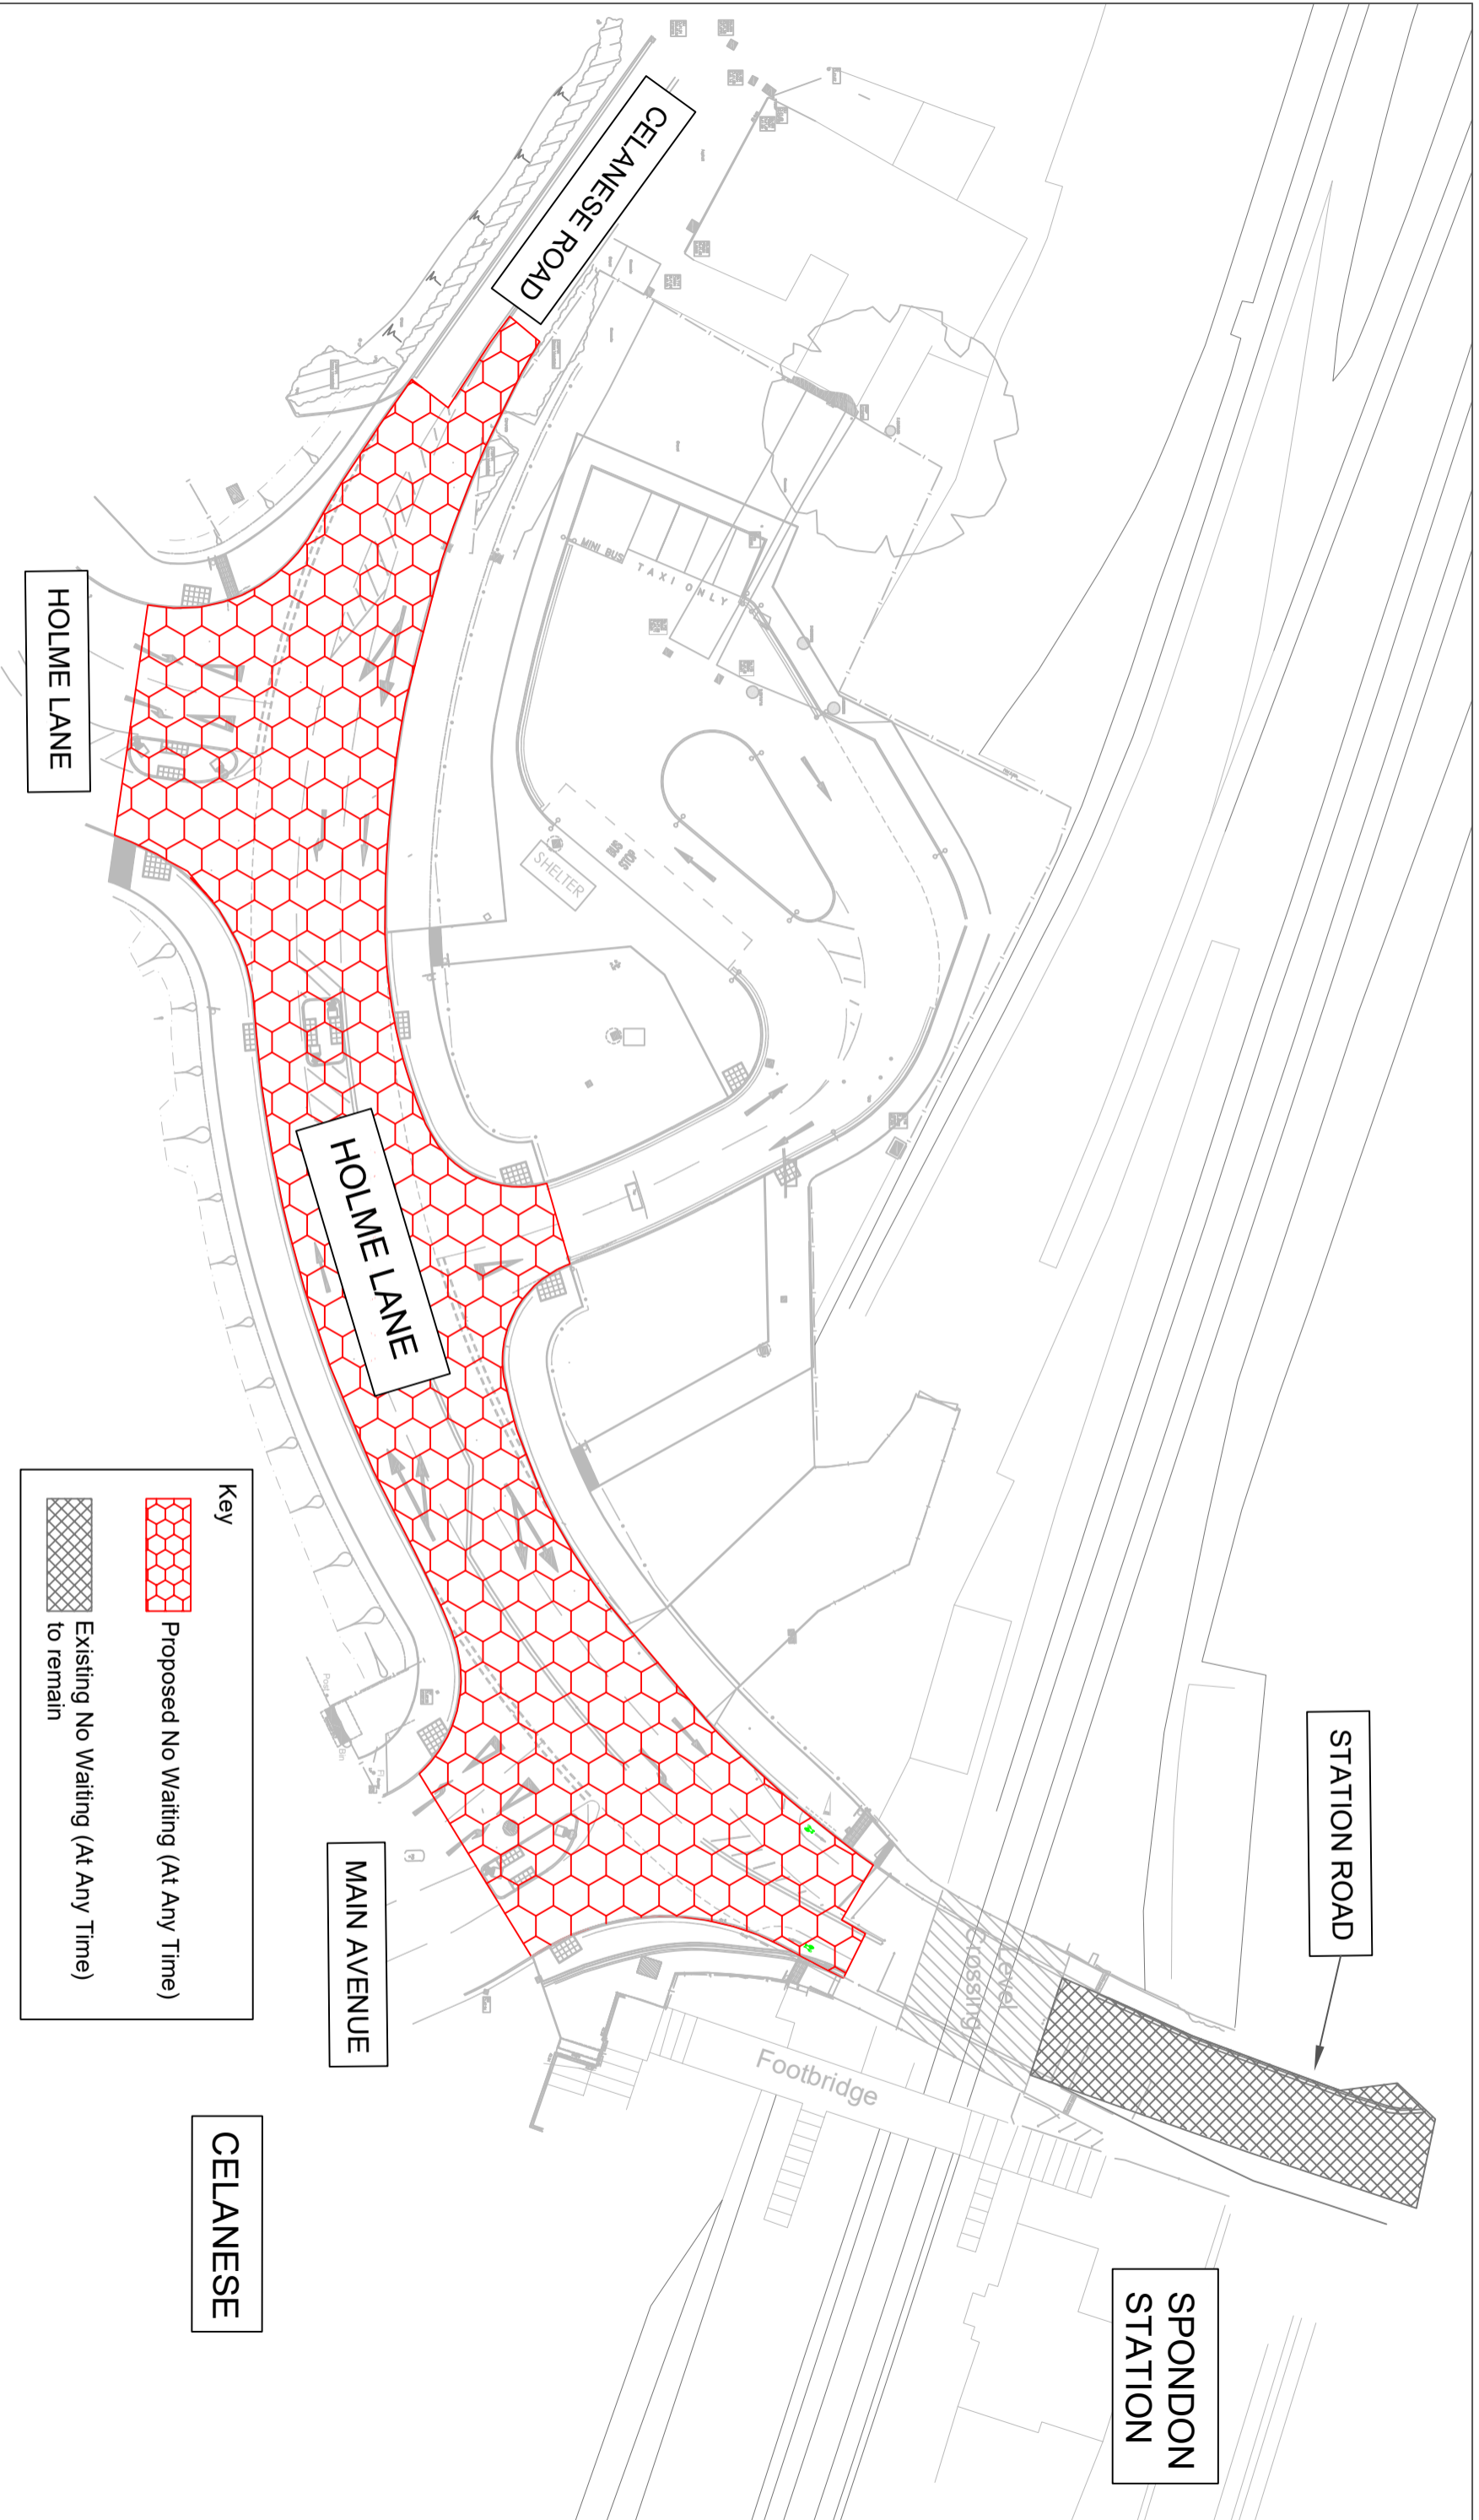 STATION ROAD
SPONDON
STATION
Level
Crossing
Footbridge
CELANESE ROAD
MINI BUS
TAXI ONLY
BUS
STOP
SHELTER
HOLME LANE
HOLME LANE
MAIN AVENUE
CELANESE
Post
Bin
Key
Proposed No Waiting (At Any Time)
Existing No Waiting (At Any Time)
to remain